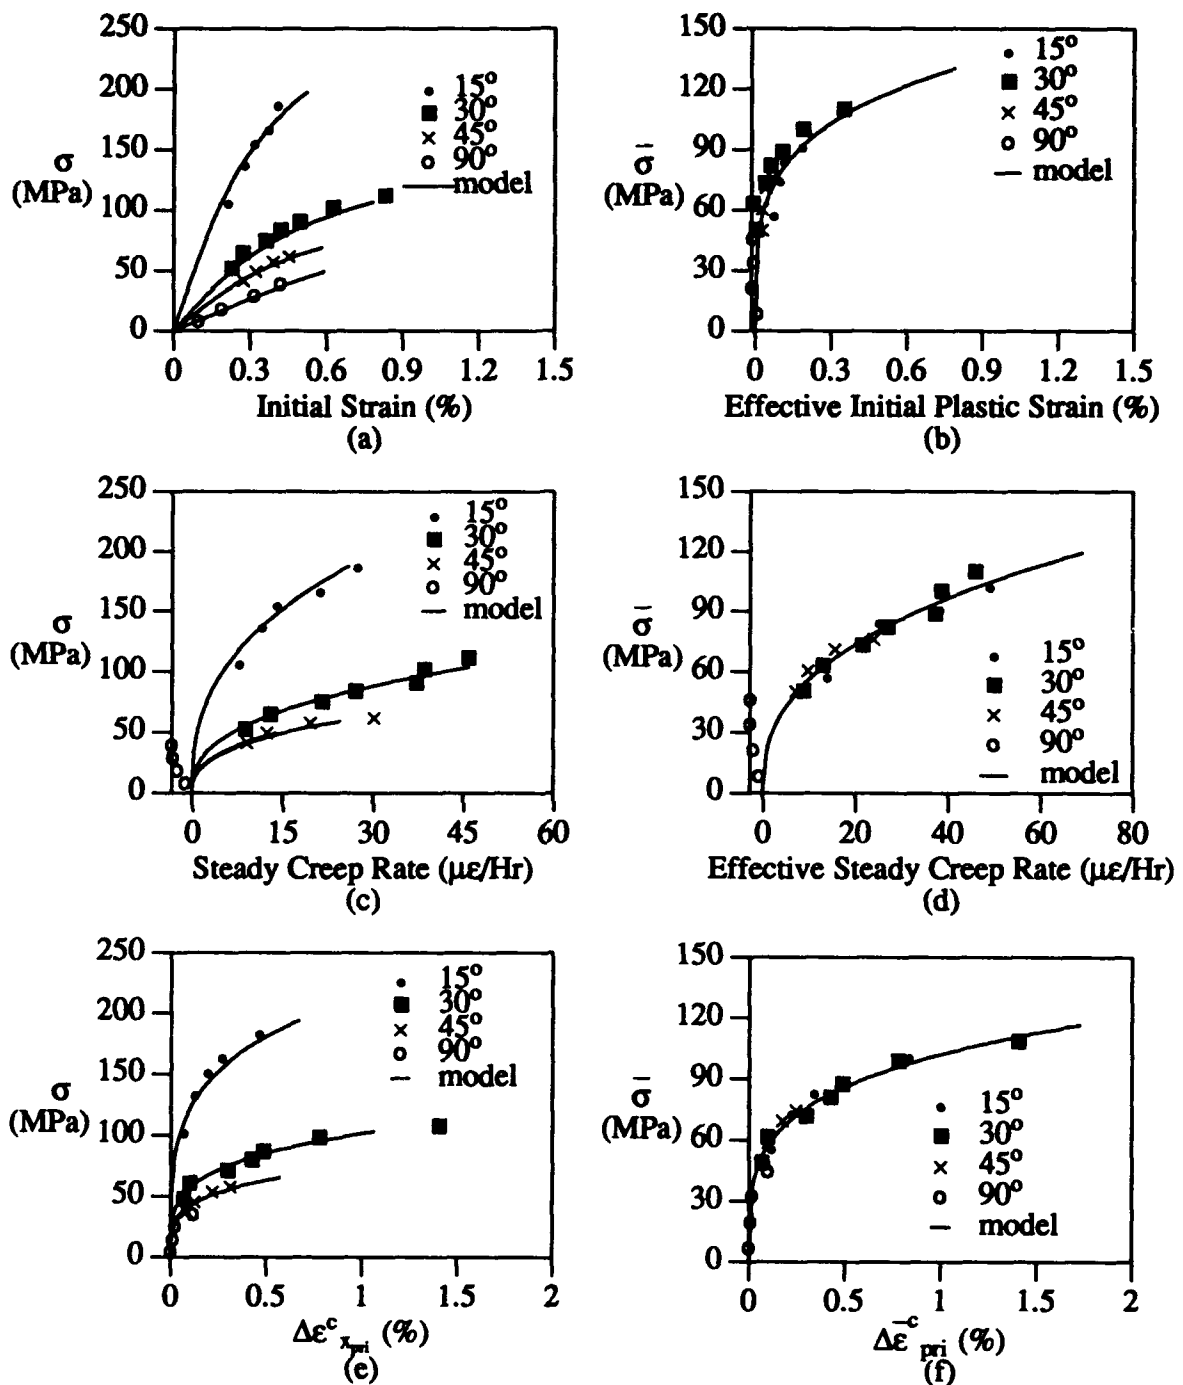 250
200
150
100
50
0
σ
(MPa)
15°
30°
45°
90°
model
0 0.3 0.6 0.9 1.2 1.5
Initial Strain (%)
(a)
150
120
90
60
30
0
σ̄
(MPa)
15°
30°
45°
90°
model
0 0.3 0.6 0.9 1.2 1.5
Effective Initial Plastic Strain (%)
(b)
250
200
150
100
50
0
σ
(MPa)
15°
30°
45°
90°
model
0 15 30 45 60
Steady Creep Rate (με/Hr)
(c)
150
120
90
60
30
0
σ̄
(MPa)
15°
30°
45°
90°
model
0 20 40 60 80
Effective Steady Creep Rate (με/Hr)
(d)
250
200
150
100
50
0
σ
(MPa)
15°
30°
45°
90°
model
0 0.5 1 1.5 2
Δε^c_{x_{pri}} (%)
(e)
150
120
90
60
30
0
σ̄
(MPa)
15°
30°
45°
90°
model
0 0.5 1 1.5 2
Δε̄^c_{pri} (%)
(f)